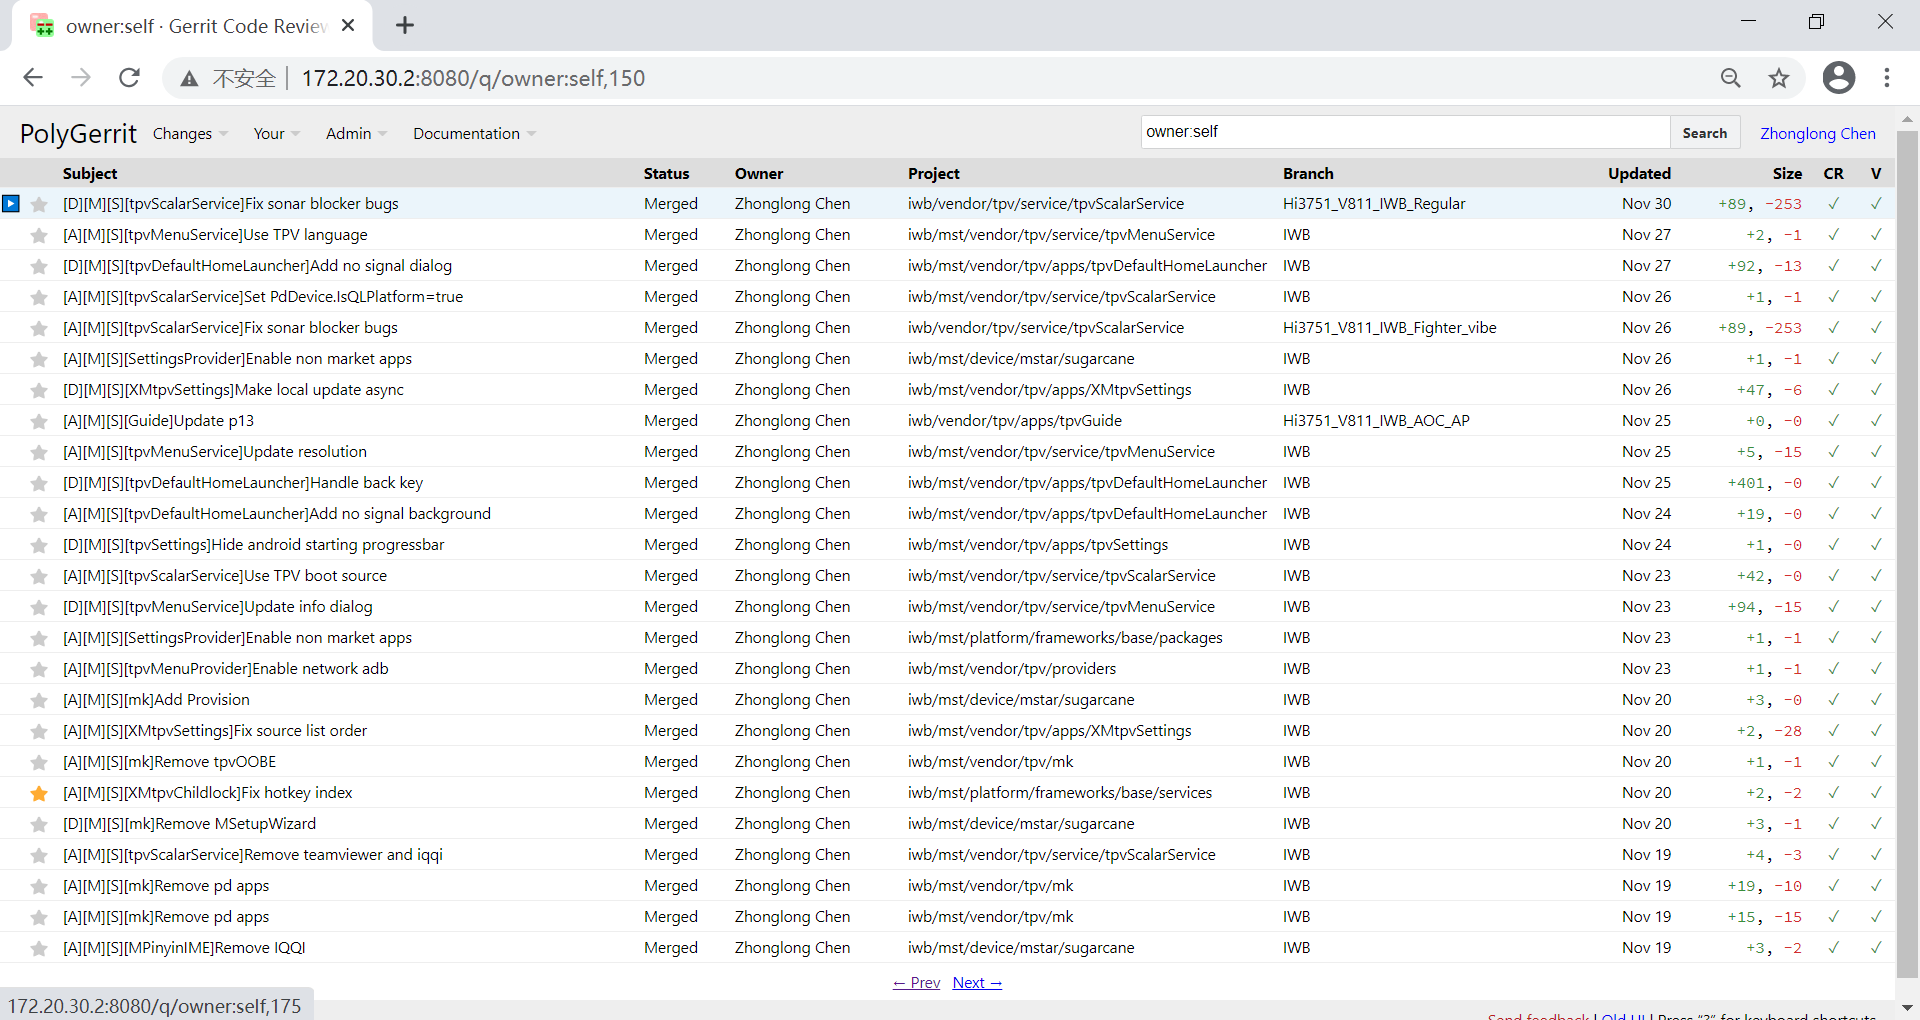 owner:self · Gerrit Code Review
不安全 172.20.30.2:8080/q/owner:self,150
PolyGerrit Changes Your Admin Documentation owner:self Search Zhonglong Chen
Subject Status Owner Project Branch Updated Size CR V
[D][M][S][tpvScalarService]Fix sonar blocker bugs Merged Zhonglong Chen iwb/vendor/tpv/service/tpvScalarService Hi3751_V811_IWB_Regular Nov 30 +89, -253 ✓ ✓
[A][M][S][tpvMenuService]Use TPV language Merged Zhonglong Chen iwb/mst/vendor/tpv/service/tpvMenuService IWB Nov 27 +2, -1 ✓ ✓
[D][M][S][tpvDefaultHomeLauncher]Add no signal dialog Merged Zhonglong Chen iwb/mst/vendor/tpv/apps/tpvDefaultHomeLauncher IWB Nov 27 +92, -13 ✓ ✓
[A][M][S][tpvScalarService]Set PdDevice.IsQLPlatform=true Merged Zhonglong Chen iwb/mst/vendor/tpv/service/tpvScalarService IWB Nov 26 +1, -1 ✓ ✓
[A][M][S][tpvScalarService]Fix sonar blocker bugs Merged Zhonglong Chen iwb/vendor/tpv/service/tpvScalarService Hi3751_V811_IWB_Fighter_vibe Nov 26 +89, -253 ✓ ✓
[A][M][S][SettingsProvider]Enable non market apps Merged Zhonglong Chen iwb/mst/device/mstar/sugarcane IWB Nov 26 +1, -1 ✓ ✓
[D][M][S][XMtpvSettings]Make local update async Merged Zhonglong Chen iwb/mst/vendor/tpv/apps/XMtpvSettings IWB Nov 26 +47, -6 ✓ ✓
[A][M][S][Guide]Update p13 Merged Zhonglong Chen iwb/vendor/tpv/apps/tpvGuide Hi3751_V811_IWB_AOC_AP Nov 25 +0, -0 ✓ ✓
[A][M][S][tpvMenuService]Update resolution Merged Zhonglong Chen iwb/mst/vendor/tpv/service/tpvMenuService IWB Nov 25 +5, -15 ✓ ✓
[D][M][S][tpvDefaultHomeLauncher]Handle back key Merged Zhonglong Chen iwb/mst/vendor/tpv/apps/tpvDefaultHomeLauncher IWB Nov 25 +401, -0 ✓ ✓
[A][M][S][tpvDefaultHomeLauncher]Add no signal background Merged Zhonglong Chen iwb/mst/vendor/tpv/apps/tpvDefaultHomeLauncher IWB Nov 24 +19, -0 ✓ ✓
[D][M][S][tpvSettings]Hide android starting progressbar Merged Zhonglong Chen iwb/mst/vendor/tpv/apps/tpvSettings IWB Nov 24 +1, -0 ✓ ✓
[A][M][S][tpvScalarService]Use TPV boot source Merged Zhonglong Chen iwb/mst/vendor/tpv/service/tpvScalarService IWB Nov 23 +42, -0 ✓ ✓
[D][M][S][tpvMenuService]Update info dialog Merged Zhonglong Chen iwb/mst/vendor/tpv/service/tpvMenuService IWB Nov 23 +94, -15 ✓ ✓
[A][M][S][SettingsProvider]Enable non market apps Merged Zhonglong Chen iwb/mst/platform/frameworks/base/packages IWB Nov 23 +1, -1 ✓ ✓
[A][M][S][tpvMenuProvider]Enable network adb Merged Zhonglong Chen iwb/mst/vendor/tpv/providers IWB Nov 23 +1, -1 ✓ ✓
[A][M][S][mk]Add Provision Merged Zhonglong Chen iwb/mst/device/mstar/sugarcane IWB Nov 20 +3, -0 ✓ ✓
[A][M][S][XMtpvSettings]Fix source list order Merged Zhonglong Chen iwb/mst/vendor/tpv/apps/XMtpvSettings IWB Nov 20 +2, -28 ✓ ✓
[A][M][S][mk]Remove tpvOOBE Merged Zhonglong Chen iwb/mst/vendor/tpv/mk IWB Nov 20 +1, -1 ✓ ✓
[A][M][S][XMtpvChildlock]Fix hotkey index Merged Zhonglong Chen iwb/mst/platform/frameworks/base/services IWB Nov 20 +2, -2 ✓ ✓
[D][M][S][mk]Remove MSetupWizard Merged Zhonglong Chen iwb/mst/device/mstar/sugarcane IWB Nov 20 +3, -1 ✓ ✓
[A][M][S][tpvScalarService]Remove teamviewer and iqqi Merged Zhonglong Chen iwb/mst/vendor/tpv/service/tpvScalarService IWB Nov 19 +4, -3 ✓ ✓
[A][M][S][mk]Remove pd apps Merged Zhonglong Chen iwb/mst/vendor/tpv/mk IWB Nov 19 +19, -10 ✓ ✓
[A][M][S][mk]Remove pd apps Merged Zhonglong Chen iwb/mst/vendor/tpv/mk IWB Nov 19 +15, -15 ✓ ✓
[A][M][S][MPinyinIME]Remove IQQI Merged Zhonglong Chen iwb/mst/device/mstar/sugarcane IWB Nov 19 +3, -2 ✓ ✓
← Prev Next →
172.20.30.2:8080/q/owner:self,175
Send feedback | Old UI | Press “?” for keyboard shortcuts